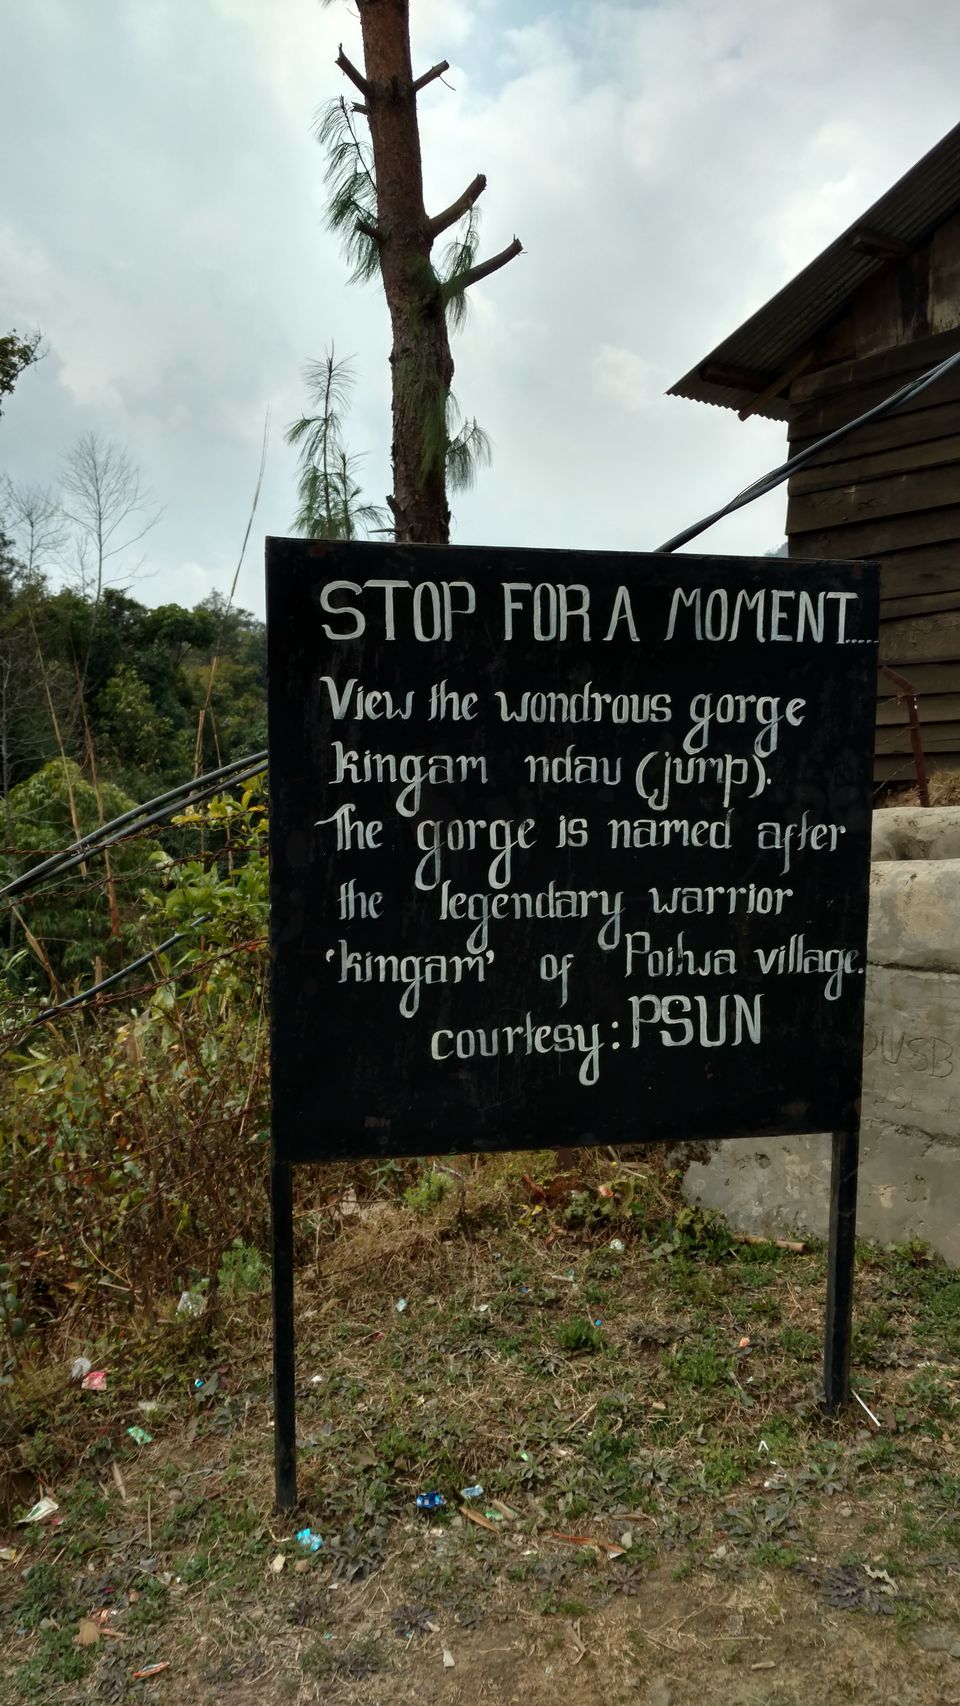 STOP FOR A MOMENT.....
View the wondrous gorge
kingam ndau (jump).
The gorge is named after
the legendary warrior
'kingam' of Poilwa village.
courtesy: PSUN